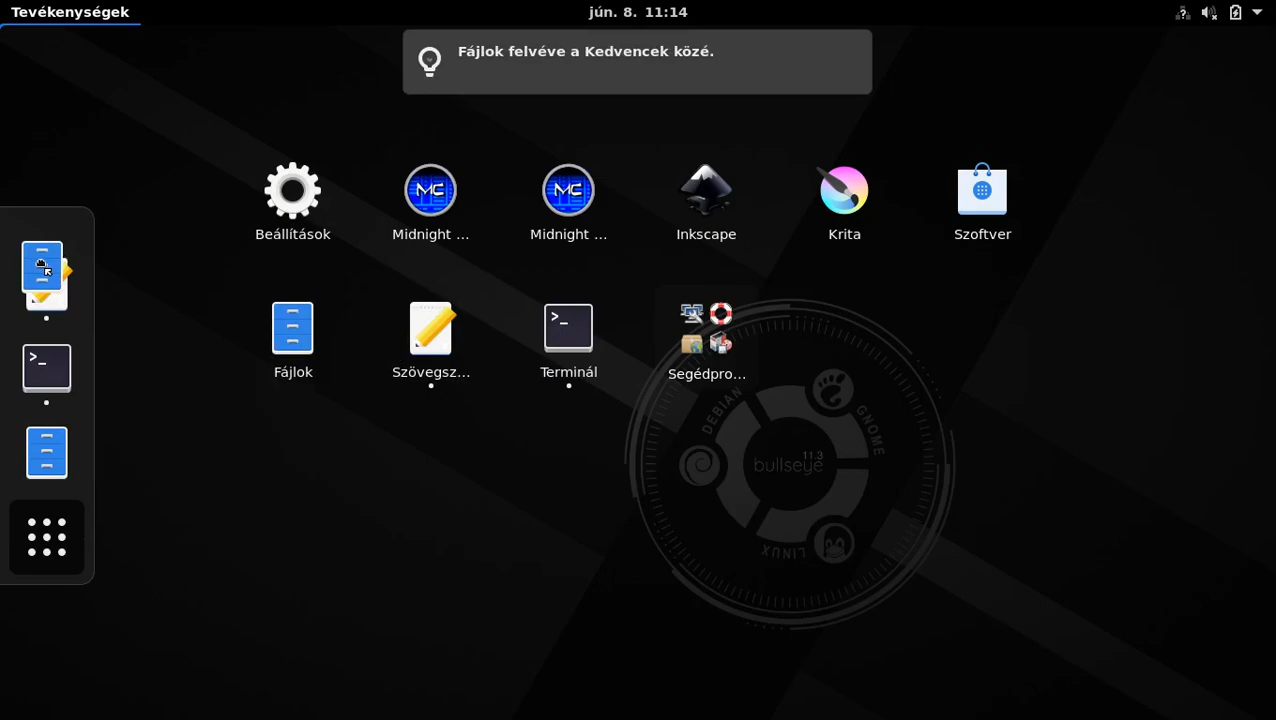 Tevékenységek
jún. 8. 11:14
Fájlok felvéve a Kedvencek közé.
Beállítások
Midnight ...
Midnight ...
Inkscape
Krita
Szoftver
Fájlok
Szövegsz...
Terminál
Segédpro...
DEBIAN
GNOME
LINUX
bullseye 11.3